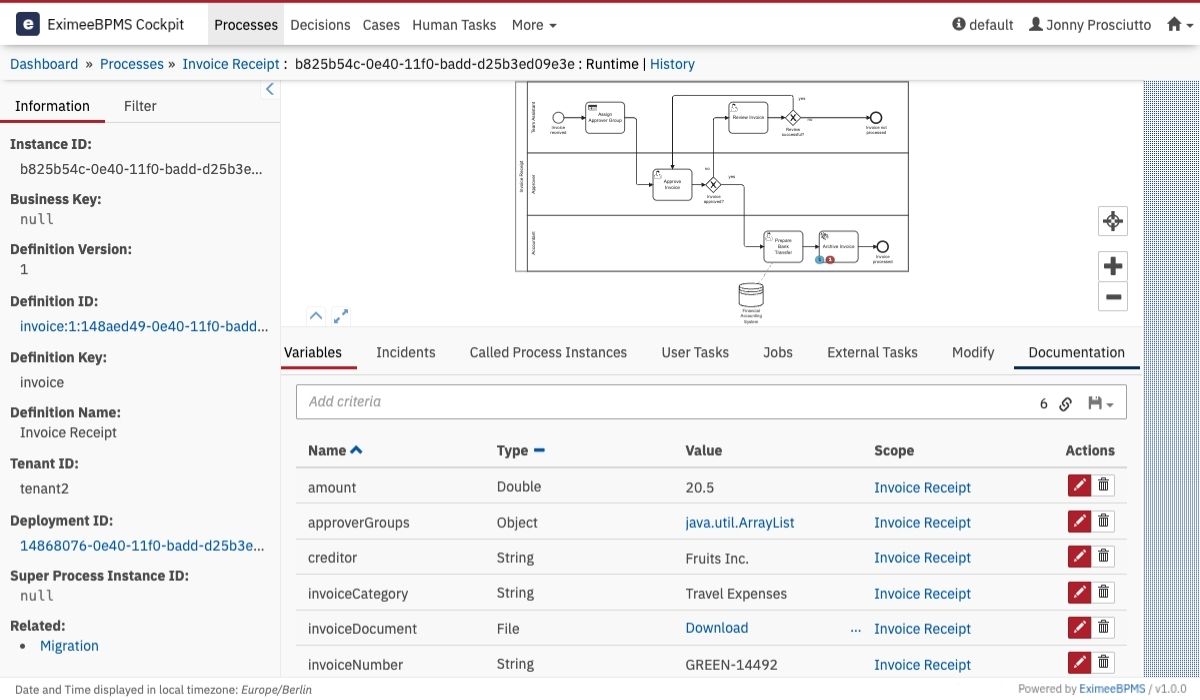 e EximeeBPMS Cockpit Processes Decisions Cases Human Tasks More default Jonny Prosciutto
Dashboard » Processes » Invoice Receipt : b825b54c-0e40-11f0-badd-d25b3ed09e3e : Runtime | History
Information Filter
Instance ID:
b825b54c-0e40-11f0-badd-d25b3e...
Business Key:
null
Definition Version:
1
Definition ID:
invoice:1:148aed49-0e40-11f0-badd...
Definition Key:
invoice
Definition Name:
Invoice Receipt
Tenant ID:
tenant2
Deployment ID:
14868076-0e40-11f0-badd-d25b3e...
Super Process Instance ID:
null
Related:
• Migration
Invoice Receipt
Team Assistant
Invoice
received
Assign
Approver Group
Review Invoice
yes
no
Review
successful?
Invoice not
processed
Approver
Approve
Invoice
no
yes
Invoice
approved?
Accountant
Prepare
Bank
Transfer
Archive Invoice
Invoice
processed
Financial
Accounting
System
Variables Incidents Called Process Instances User Tasks Jobs External Tasks Modify Documentation
Add criteria 6
Name Type Value Scope Actions
amount Double 20.5 Invoice Receipt
approverGroups Object java.util.ArrayList Invoice Receipt
creditor String Fruits Inc. Invoice Receipt
invoiceCategory String Travel Expenses Invoice Receipt
invoiceDocument File Download ... Invoice Receipt
invoiceNumber String GREEN-14492 Invoice Receipt
Date and Time displayed in local timezone: Europe/Berlin Powered by EximeeBPMS / v1.0.0